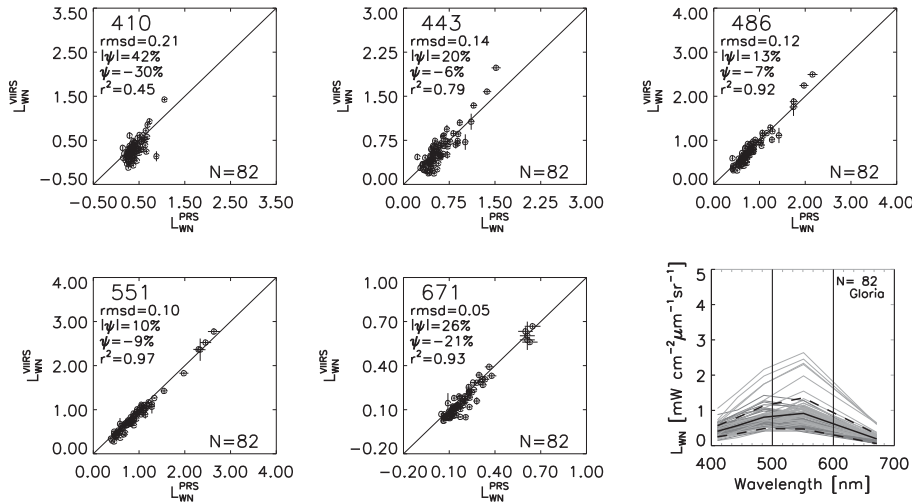 410
rmsd=0.21
|ψ|=42%
ψ=−30%
r²=0.45
N=82
3.50
2.50
1.50
0.50
−0.50
−0.50 0.50 1.50 2.50 3.50
L_WN^VIIRS
L_WN^PRS
443
rmsd=0.14
|ψ|=20%
ψ=−6%
r²=0.79
N=82
3.00
2.25
1.50
0.75
0.00
0.00 0.75 1.50 2.25 3.00
L_WN^VIIRS
L_WN^PRS
486
rmsd=0.12
|ψ|=13%
ψ=−7%
r²=0.92
N=82
4.00
3.00
2.00
1.00
0.00
0.00 1.00 2.00 3.00 4.00
L_WN^VIIRS
L_WN^PRS
551
rmsd=0.10
|ψ|=10%
ψ=−9%
r²=0.97
N=82
4.00
3.00
2.00
1.00
0.00
0.00 1.00 2.00 3.00 4.00
L_WN^VIIRS
L_WN^PRS
671
rmsd=0.05
|ψ|=26%
ψ=−21%
r²=0.93
N=82
1.00
0.70
0.40
0.10
−0.20
−0.20 0.10 0.40 0.70 1.00
L_WN^VIIRS
L_WN^PRS
N= 82
Gloria
5
4
3
2
1
0
400 500 600 700
L_WN [mW cm⁻² μm⁻¹ sr⁻¹]
Wavelength [nm]